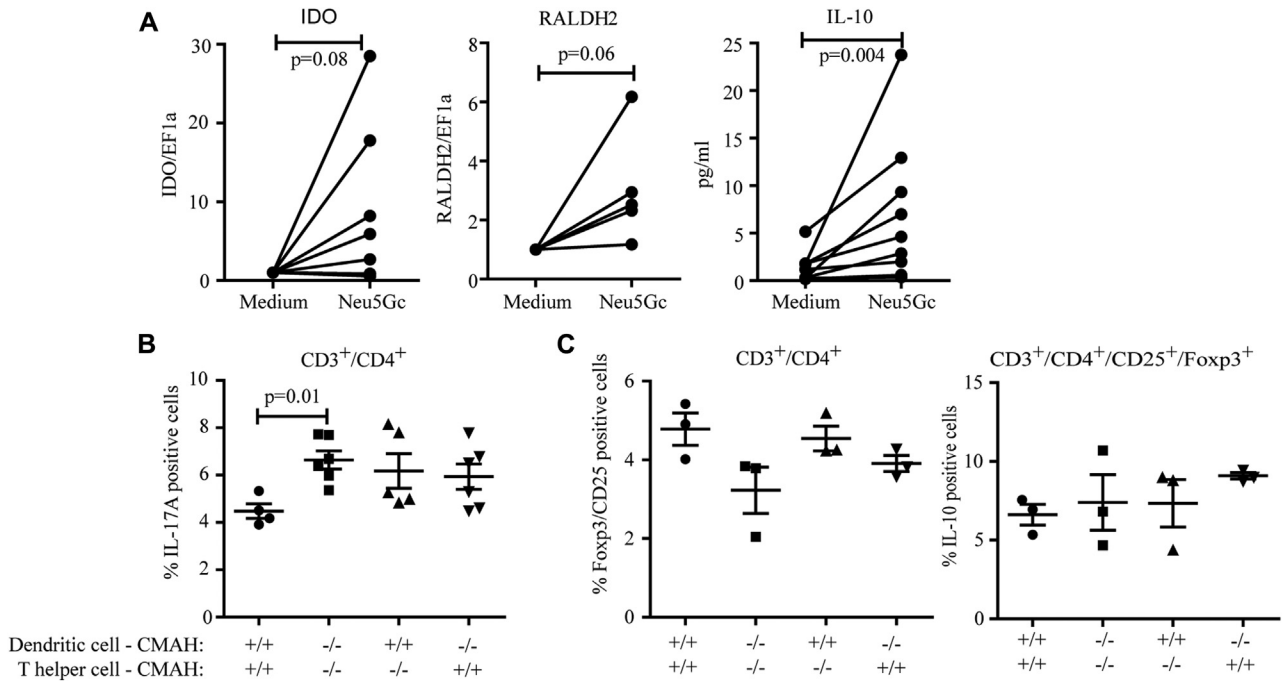 A
IDO
p=0.08
IDO/EF1a
30
20
10
0
Medium Neu5Gc
RALDH2
p=0.06
RALDH2/EF1a
8
6
4
2
0
Medium Neu5Gc
IL-10
p=0.004
pg/ml
25
20
15
10
5
0
Medium Neu5Gc
B
CD3+/CD4+
p=0.01
% IL-17A positive cells
10
8
6
4
2
0
Dendritic cell - CMAH: +/+ -/- +/+ -/-
T helper cell - CMAH: +/+ -/- -/- +/+
C
CD3+/CD4+
% Foxp3/CD25 positive cells
6
4
2
0
+/+ -/- +/+ -/-
+/+ -/- -/- +/+
CD3+/CD4+/CD25+/Foxp3+
% IL-10 positive cells
15
10
5
0
+/+ -/- +/+ -/-
+/+ -/- -/- +/+